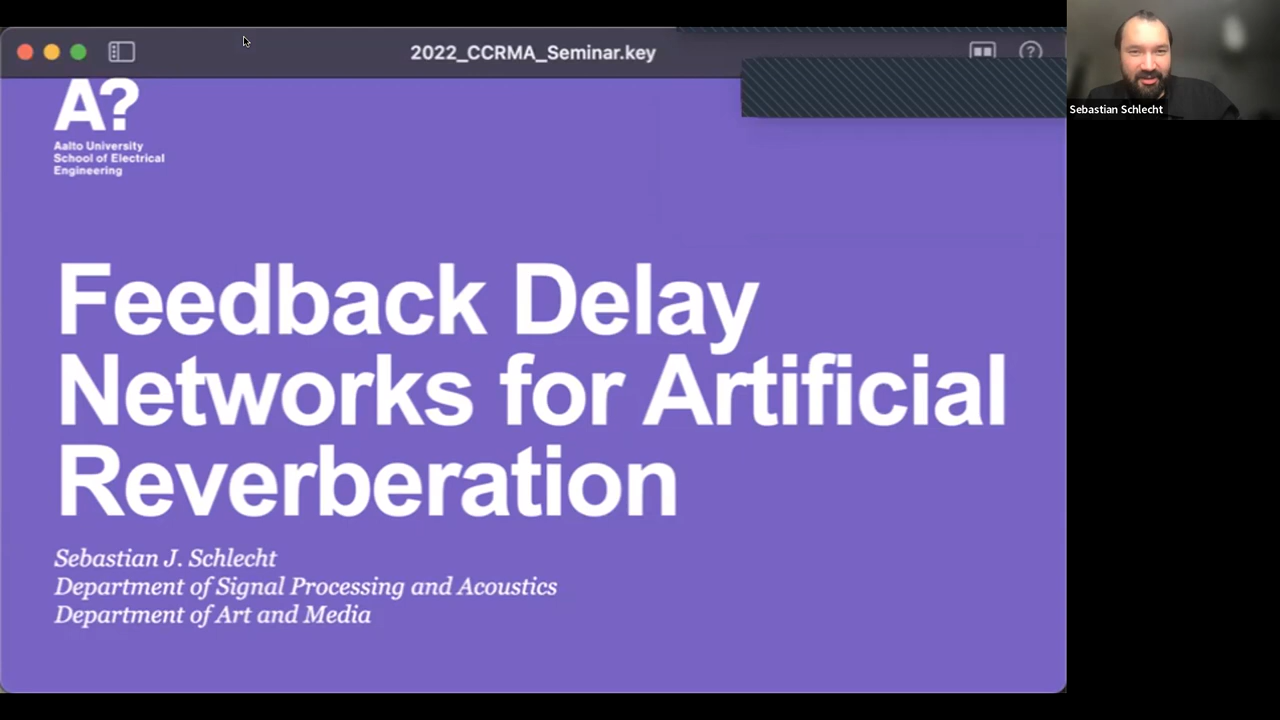 2022_CCRMA_Seminar.key
?
Sebastian Schlecht
A?
Aalto University
School of Electrical
Engineering
Feedback Delay
Networks for Artificial
Reverberation
Sebastian J. Schlecht
Department of Signal Processing and Acoustics
Department of Art and Media